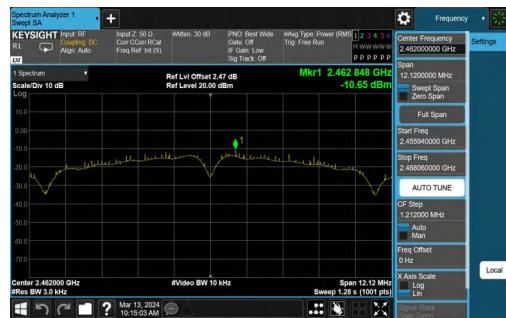 Spectrum Analyzer 1
Swept SA
Frequency
KEYSIGHT
RL
Input: RF
Coupling: DC
Align: Auto
Input Z: 50 Ω
Corr CCorr RCal
Freq Ref: Int (S)
#Atten: 30 dB
PNO: Best Wide
Gate: Off
IF Gain: Low
Sig Track: Off
#Avg Type: Power (RMS
Trig: Free Run
1 2 3 4 5 6
M W W W W W
P P P P P P
LV
1 Spectrum
Scale/Div 10 dB
Log
Ref Lvl Offset 2.47 dB
Ref Level 20.00 dBm
Mkr1 2.462 848 GHz
-10.65 dBm
1
10.0
0.00
-10.0
-20.0
-30.0
-40.0
-50.0
-60.0
-70.0
Center 2.462000 GHz
#Res BW 3.0 kHz
#Video BW 10 kHz
Span 12.12 MHz
Sweep 1.28 s (1001 pts)
Mar 13, 2024
10:15:03 AM
?
Center Frequency
2.462000000 GHz
Span
12.1200000 MHz
Swept Span
Zero Span
Full Span
Start Freq
2.455940000 GHz
Stop Freq
2.468060000 GHz
AUTO TUNE
CF Step
1.212000 MHz
Auto
Man
Freq Offset
0 Hz
X Axis Scale
Log
Lin
Signal Track
Settings
Local